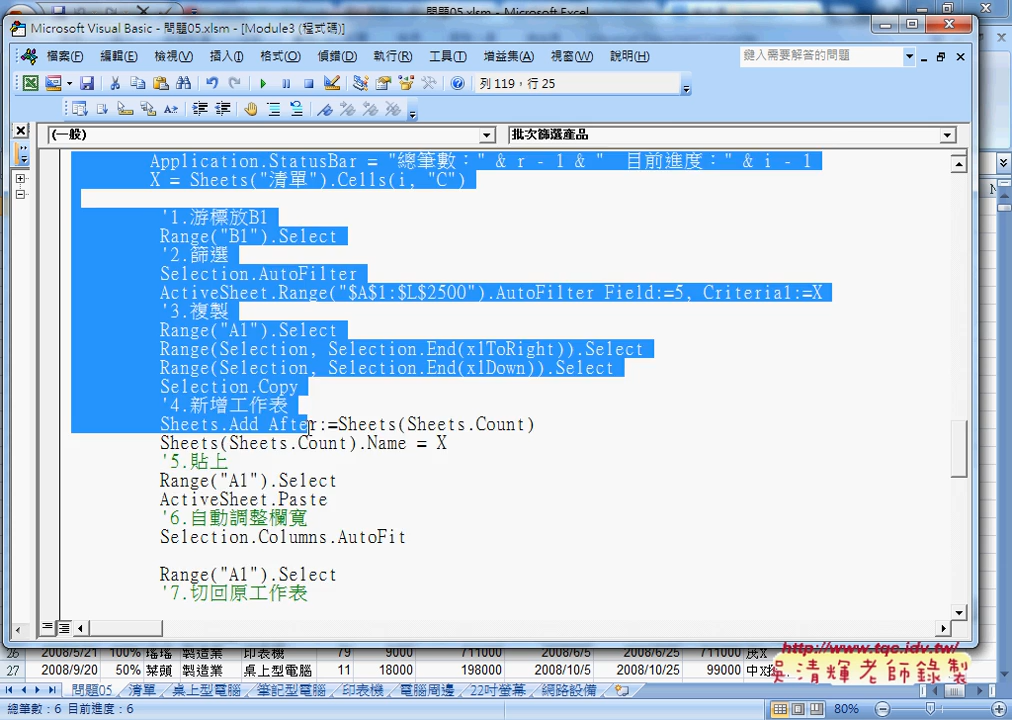 問題05.xlsm - Microsoft Excel
Microsoft Visual Basic - 問題05.xlsm - [Module3 (程式碼)]
檔案(F) 編輯(E) 檢視(V) 插入(I) 格式(O) 偵錯(D) 執行(R) 工具(T) 增益集(A) 視窗(W) 說明(H) 鍵入需要解答的問題
列 119，行 25
(一般) 批次篩選產品
Application.StatusBar = "總筆數：" & r - 1 & "  目前進度：" & i - 1
X = Sheets("清單").Cells(i, "C")
'1.游標放B1
Range("B1").Select
'2.篩選
Selection.AutoFilter
ActiveSheet.Range("$A$1:$L$2500").AutoFilter Field:=5, Criteria1:=X
'3.複製
Range("A1").Select
Range(Selection, Selection.End(xlToRight)).Select
Range(Selection, Selection.End(xlDown)).Select
Selection.Copy
'4.新增工作表
Sheets.Add After:=Sheets(Sheets.Count)
Sheets(Sheets.Count).Name = X
'5.貼上
Range("A1").Select
ActiveSheet.Paste
'6.自動調整欄寬
Selection.Columns.AutoFit
Range("A1").Select
'7.切回原工作表
26 2008/5/21 100% 瑤瑤 製造業 印表機 79 9000 711000 2008/6/5 2008/6/25 711000
http://www.tqc.idv.tw/
27 2008/9/20 50% 菜頭 製造業 桌上型電腦 11 18000 198000 2008/10/5 2008/10/25 99000
吳清輝老師錄製
問題05 清單 桌上型電腦 筆記型電腦 印表機 電腦周邊 22吋螢幕 網路設備
總筆數：6 目前進度：6 80%